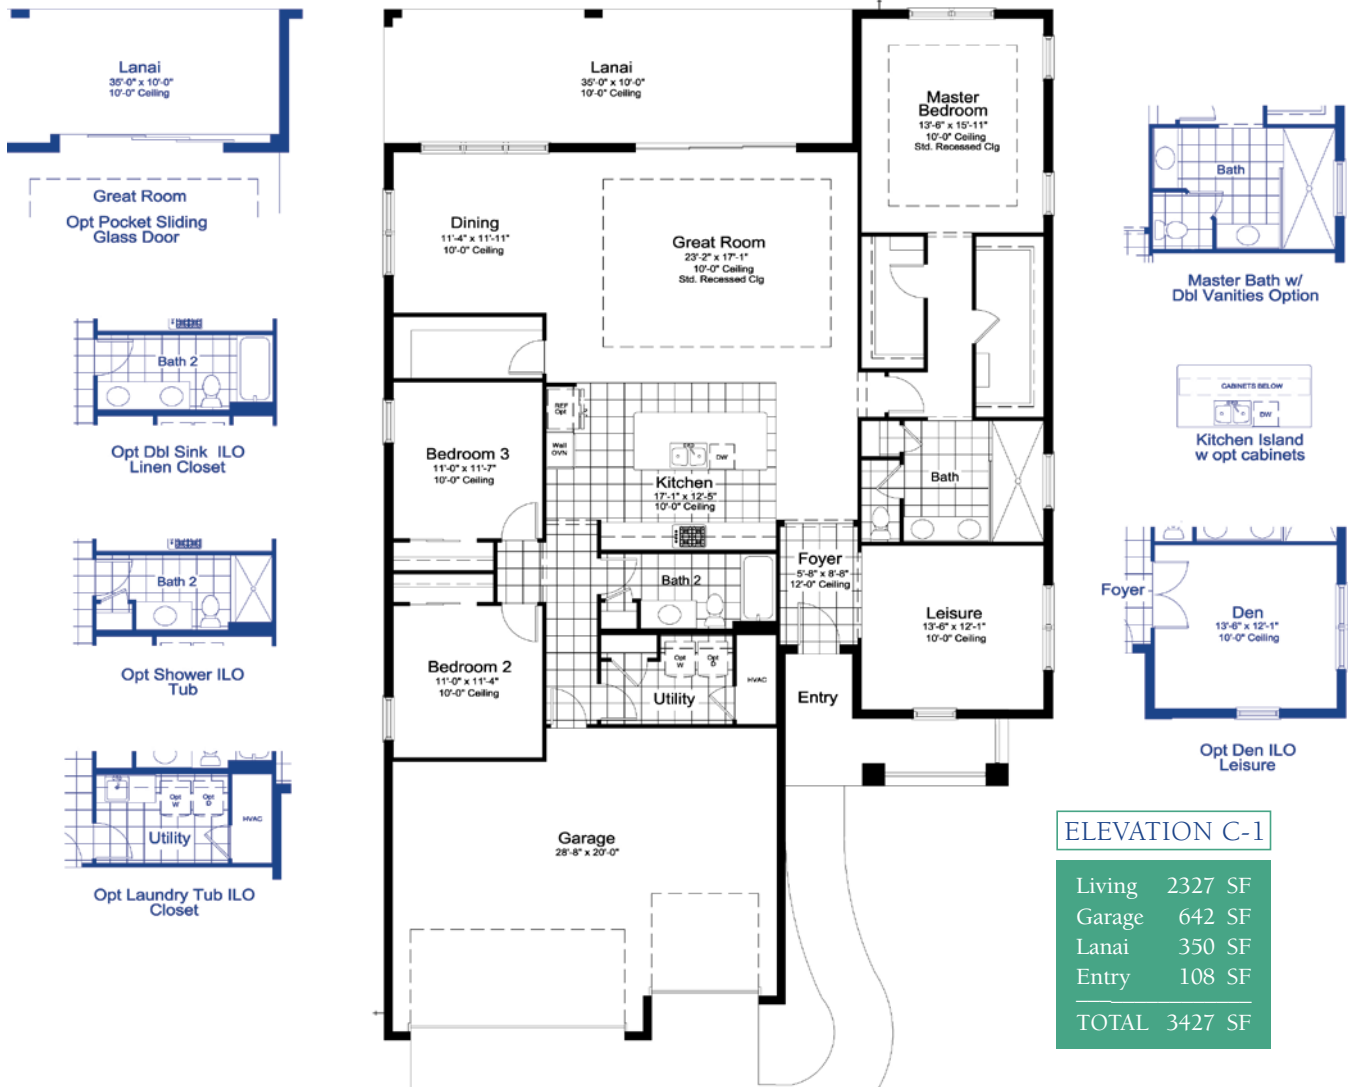 Lanai
35'-0" x 10'-0"
10'-0" Ceiling
Great Room
Opt Pocket Sliding
Glass Door
Bath 2
Opt Dbl Sink ILO
Linen Closet
Bath 2
Opt Shower ILO
Tub
Opt
W
Opt
D
HVAC
Utility
Opt Laundry Tub ILO
Closet
Lanai
35'-0" x 10'-0"
10'-0" Ceiling
Master
Bedroom
13'-6" x 15'-11"
10'-0" Ceiling
Std. Recessed Clg
Dining
11'-4" x 11'-11"
10'-0" Ceiling
Great Room
23'-2" x 17'-1"
10'-0" Ceiling
Std. Recessed Clg
REF
Opt
Wall
OVN
Bedroom 3
11'-0" x 11'-7"
10'-0" Ceiling
DW
Kitchen
17'-1" x 12'-5"
10'-0" Ceiling
Bath
Foyer
5'-8" x 8'-8"
12'-0" Ceiling
Bath 2
Leisure
13'-6" x 12'-1"
10'-0" Ceiling
Bedroom 2
11'-0" x 11'-4"
10'-0" Ceiling
Opt
W
Opt
D
HVAC
Utility
Entry
Garage
28'-8" x 20'-0"
Bath
Master Bath w/
Dbl Vanities Option
CABINETS BELOW
DW
Kitchen Island
w opt cabinets
Foyer
Den
13'-6" x 12'-1"
10'-0" Ceiling
Opt Den ILO
Leisure
ELEVATION C-1
Living 2327 SF
Garage 642 SF
Lanai 350 SF
Entry 108 SF
TOTAL 3427 SF